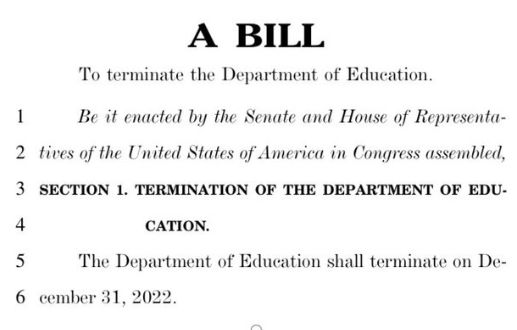 A BILL
To terminate the Department of Education.
1 Be it enacted by the Senate and House of Representa-
2 tives of the United States of America in Congress assembled,
3 SECTION 1. TERMINATION OF THE DEPARTMENT OF EDU-
4 CATION.
5 The Department of Education shall terminate on De-
6 cember 31, 2022.